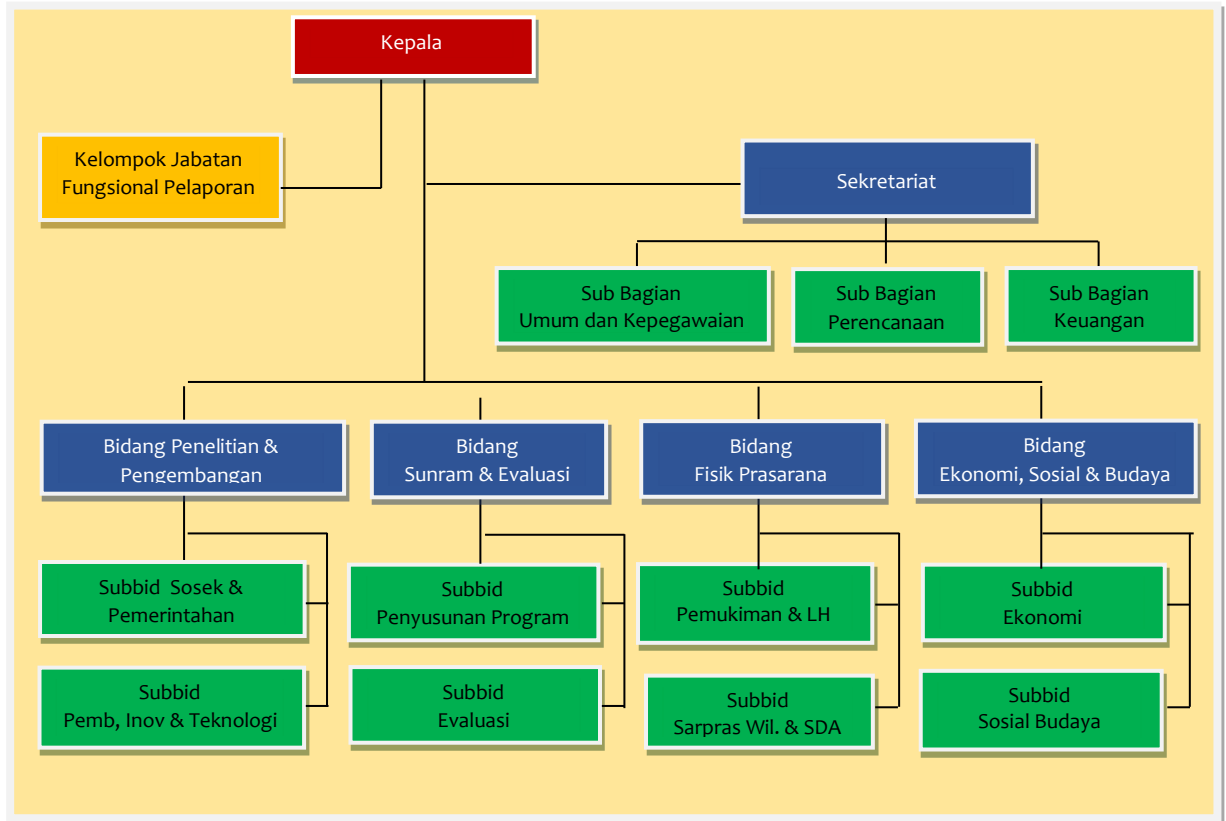 Kepala
Kelompok Jabatan
Fungsional Pelaporan
Sekretariat
Sub Bagian
Umum dan Kepegawaian
Sub Bagian
Perencanaan
Sub Bagian
Keuangan
Bidang Penelitian &
Pengembangan
Bidang
Sunram & Evaluasi
Bidang
Fisik Prasarana
Bidang
Ekonomi, Sosial & Budaya
Subbid Sosek &
Pemerintahan
Subbid
Penyusunan Program
Subbid
Pemukiman & LH
Subbid
Ekonomi
Subbid
Pemb, Inov & Teknologi
Subbid
Evaluasi
Subbid
Sarpras Wil. & SDA
Subbid
Sosial Budaya